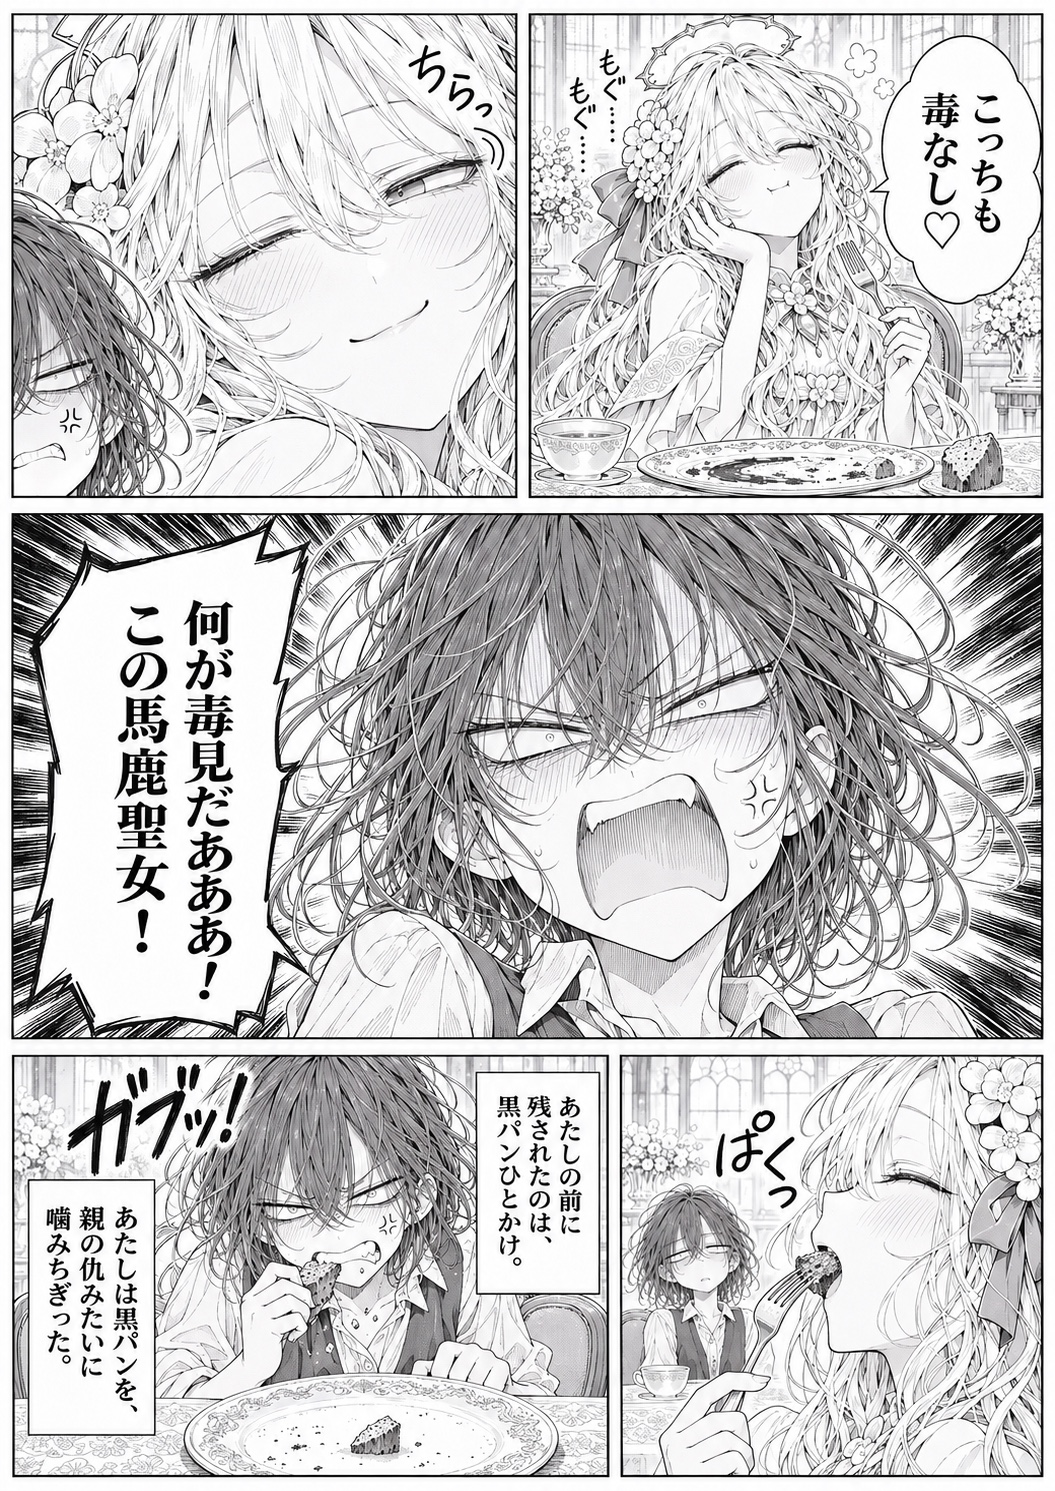 こっちも
毒なし♡
もぐ……
もぐ……
ちらっ
何が毒見だあああ！
この馬鹿聖女！
ぱくっ
あたしの前に
残されたのは、
黒パンひとかけ。
ガブッ！
あたしは黒パンを、
親の仇みたいに
噛みちぎった。